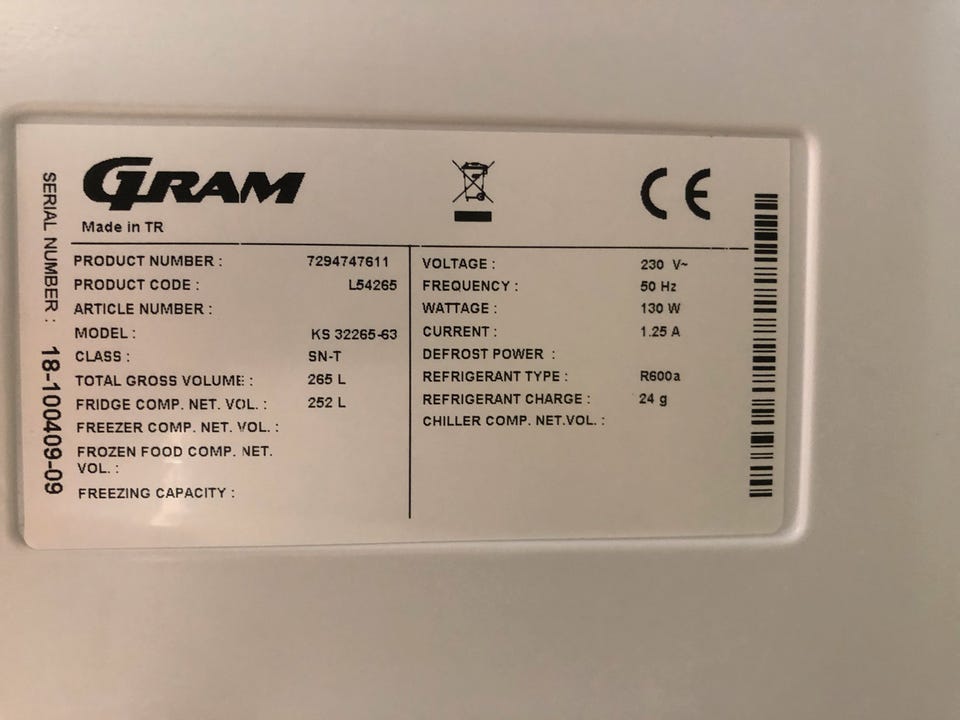 GRAM
Made in TR
SERIAL NUMBER : 18-100409-09
PRODUCT NUMBER : 7294747611
PRODUCT CODE : L54265
ARTICLE NUMBER :
MODEL : KS 32265-63
CLASS : SN-T
TOTAL GROSS VOLUME : 265 L
FRIDGE COMP. NET. VOL. : 252 L
FREEZER COMP. NET. VOL. :
FROZEN FOOD COMP. NET.
VOL. :
FREEZING CAPACITY :
CE
VOLTAGE : 230 V~
FREQUENCY : 50 Hz
WATTAGE : 130 W
CURRENT : 1.25 A
DEFROST POWER :
REFRIGERANT TYPE : R600a
REFRIGERANT CHARGE : 24 g
CHILLER COMP. NET.VOL. :